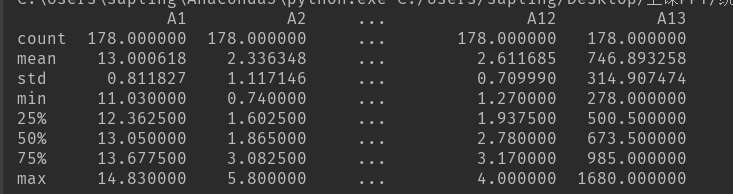 C:\Users\sapling\Anaconda3\python.exe C:/Users/sapling/Desktop/上课PPT/
A1 A2 ... A12 A13
count 178.000000 178.000000 ... 178.000000 178.000000
mean 13.000618 2.336348 ... 2.611685 746.893258
std 0.811827 1.117146 ... 0.709990 314.907474
min 11.030000 0.740000 ... 1.270000 278.000000
25% 12.362500 1.602500 ... 1.937500 500.500000
50% 13.050000 1.865000 ... 2.780000 673.500000
75% 13.677500 3.082500 ... 3.170000 985.000000
max 14.830000 5.800000 ... 4.000000 1680.000000